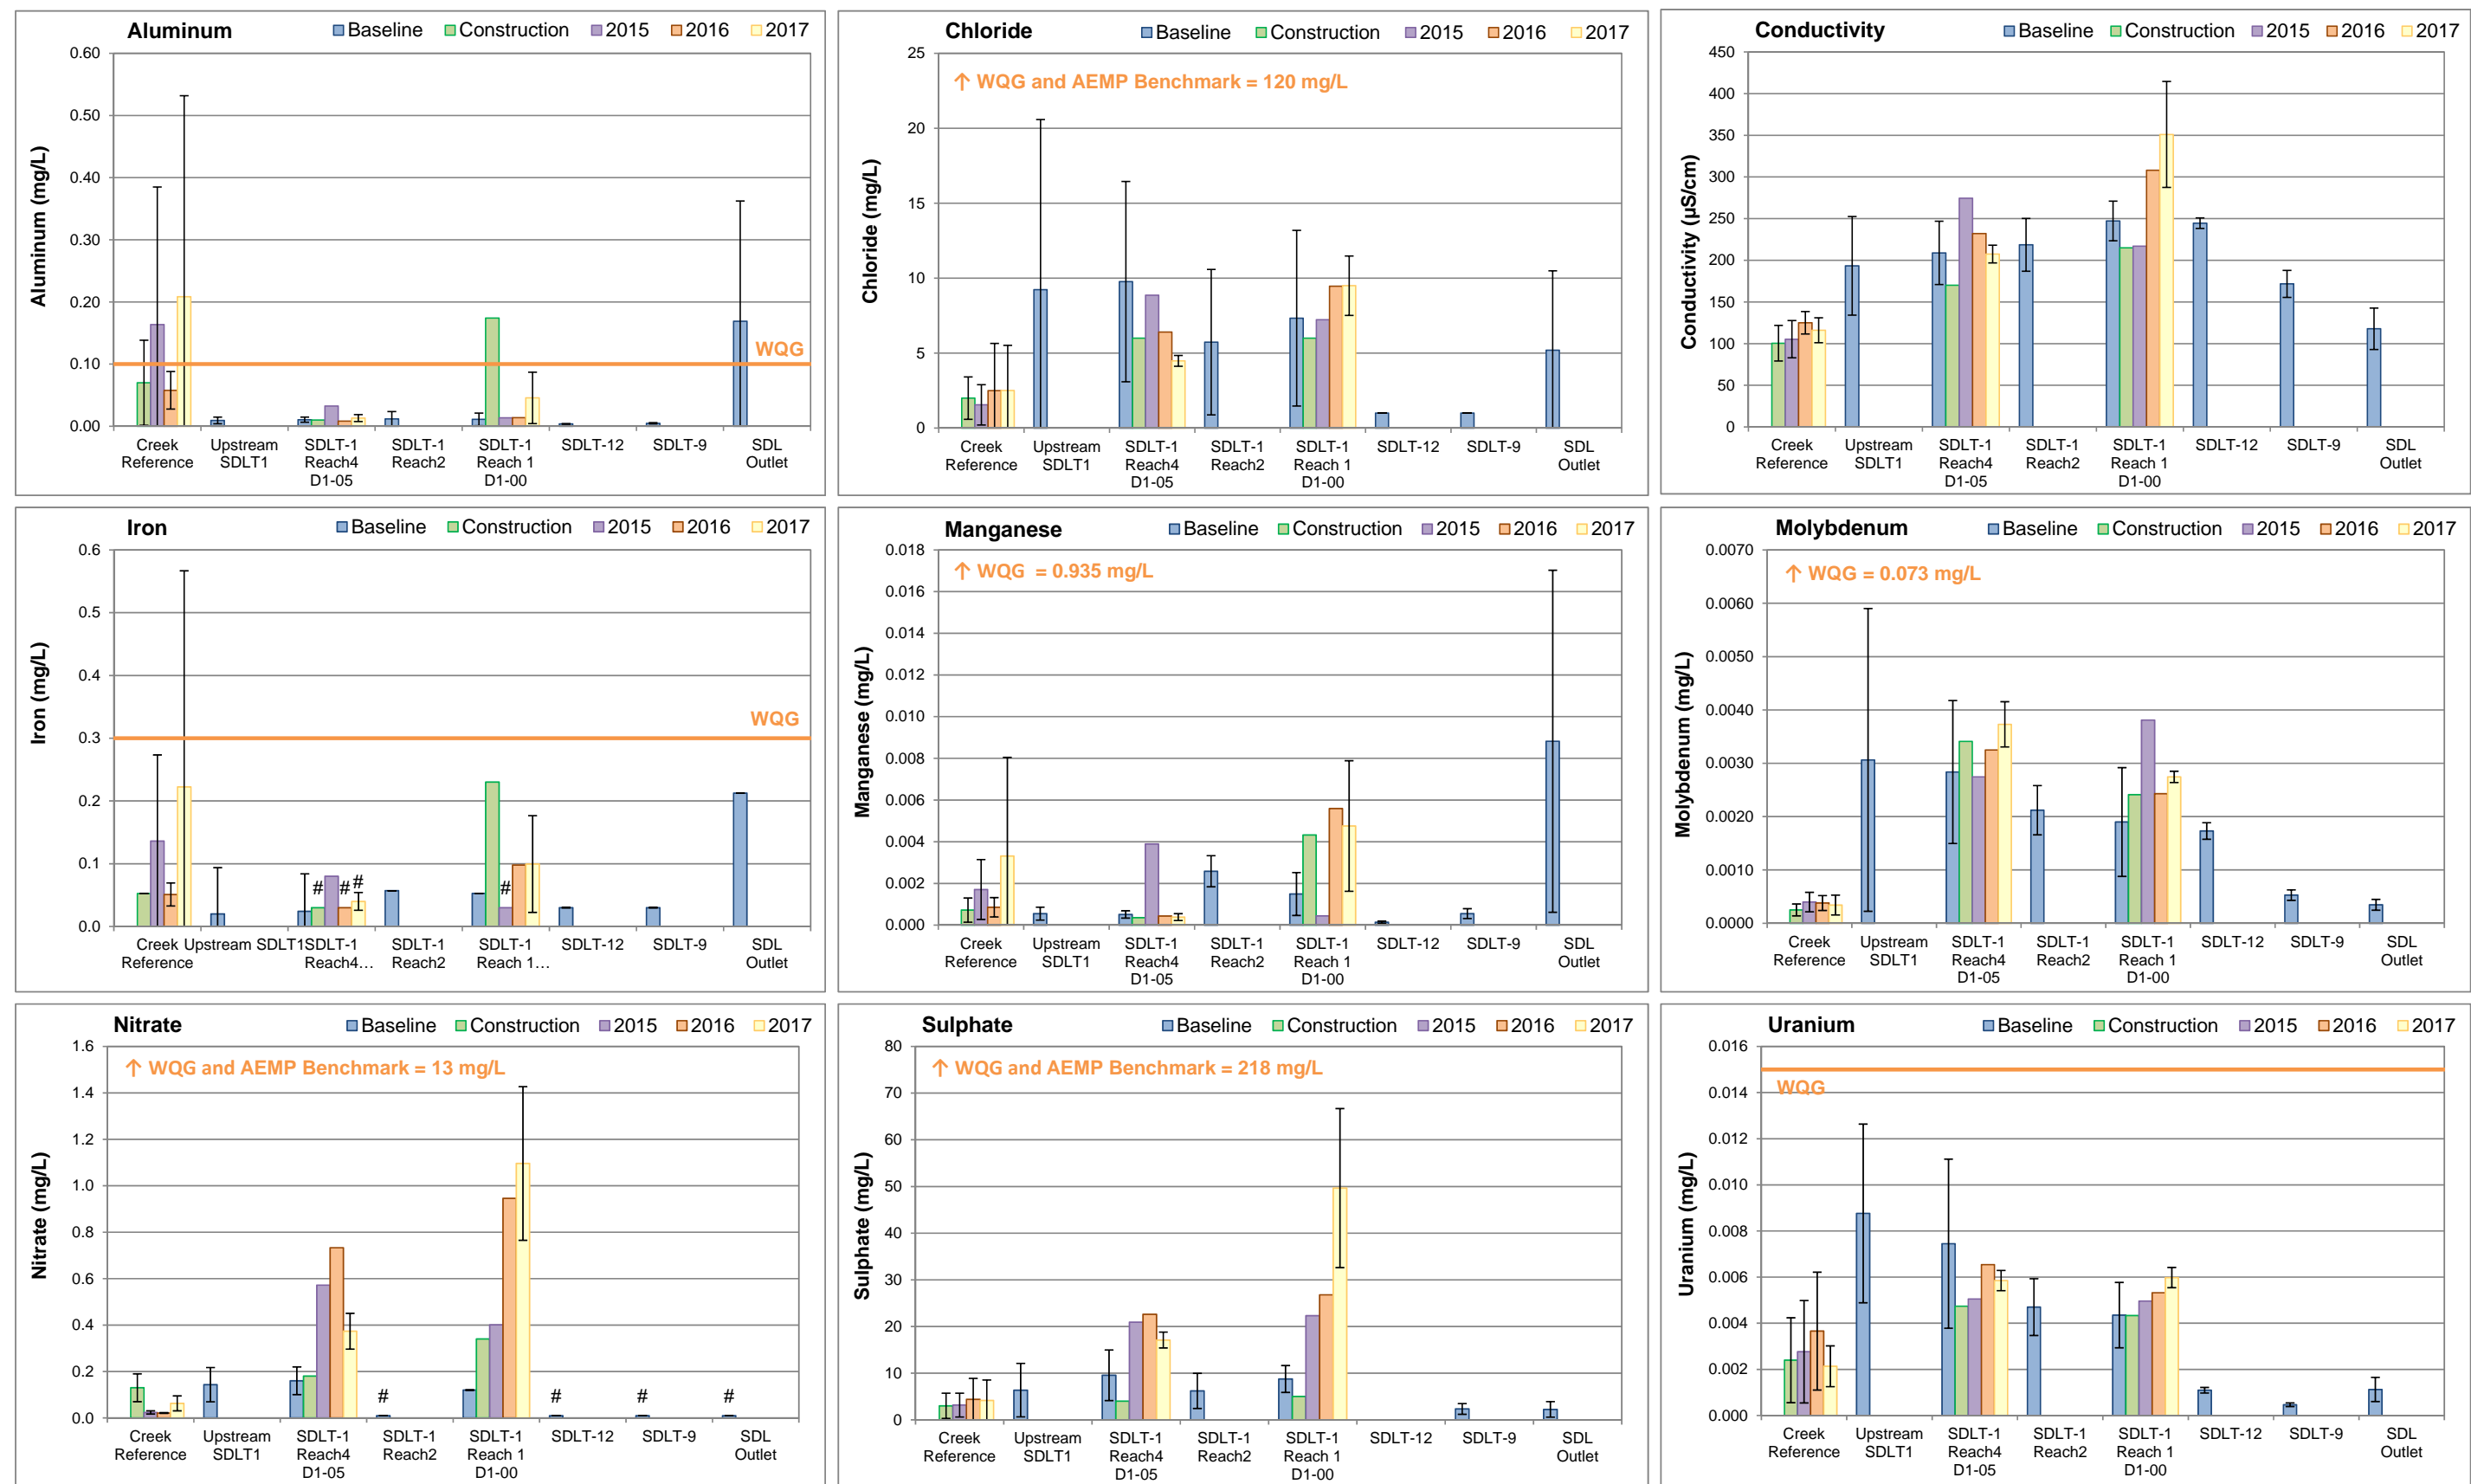 Aluminum
Baseline Construction 2015 2016 2017
0.60
0.50
0.40
0.30
0.20
0.10
0.00
Aluminum (mg/L)
WQG
Creek Reference
Upstream SDLT1
SDLT-1 Reach4 D1-05
SDLT-1 Reach2
SDLT-1 Reach 1 D1-00
SDLT-12
SDLT-9
SDL Outlet
Chloride
Baseline Construction 2015 2016 2017
↑ WQG and AEMP Benchmark = 120 mg/L
25
20
15
10
5
0
Chloride (mg/L)
Creek Reference
Upstream SDLT1
SDLT-1 Reach4 D1-05
SDLT-1 Reach2
SDLT-1 Reach 1 D1-00
SDLT-12
SDLT-9
SDL Outlet
Conductivity
Baseline Construction 2015 2016 2017
450
400
350
300
250
200
150
100
50
0
Conductivity (µS/cm)
Creek Reference
Upstream SDLT1
SDLT-1 Reach4 D1-05
SDLT-1 Reach2
SDLT-1 Reach 1 D1-00
SDLT-12
SDLT-9
SDL Outlet
Iron
Baseline Construction 2015 2016 2017
0.6
0.5
0.4
0.3
0.2
0.1
0.0
Iron (mg/L)
WQG
# # #
#
Creek Reference
Upstream SDLT1
SDLT-1 Reach4…
SDLT-1 Reach2
SDLT-1 Reach 1…
SDLT-12
SDLT-9
SDL Outlet
Manganese
Baseline Construction 2015 2016 2017
↑ WQG = 0.935 mg/L
0.018
0.016
0.014
0.012
0.010
0.008
0.006
0.004
0.002
0.000
Manganese (mg/L)
Creek Reference
Upstream SDLT1
SDLT-1 Reach4 D1-05
SDLT-1 Reach2
SDLT-1 Reach 1 D1-00
SDLT-12
SDLT-9
SDL Outlet
Molybdenum
Baseline Construction 2015 2016 2017
↑ WQG = 0.073 mg/L
0.0070
0.0060
0.0050
0.0040
0.0030
0.0020
0.0010
0.0000
Molybdenum (mg/L)
Creek Reference
Upstream SDLT1
SDLT-1 Reach4 D1-05
SDLT-1 Reach2
SDLT-1 Reach 1 D1-00
SDLT-12
SDLT-9
SDL Outlet
Nitrate
Baseline Construction 2015 2016 2017
↑ WQG and AEMP Benchmark = 13 mg/L
1.6
1.4
1.2
1.0
0.8
0.6
0.4
0.2
0.0
Nitrate (mg/L)
# # # #
Creek Reference
Upstream SDLT1
SDLT-1 Reach4 D1-05
SDLT-1 Reach2
SDLT-1 Reach 1 D1-00
SDLT-12
SDLT-9
SDL Outlet
Sulphate
Baseline Construction 2015 2016 2017
↑ WQG and AEMP Benchmark = 218 mg/L
80
70
60
50
40
30
20
10
0
Sulphate (mg/L)
Creek Reference
Upstream SDLT1
SDLT-1 Reach4 D1-05
SDLT-1 Reach2
SDLT-1 Reach 1 D1-00
SDLT-12
SDLT-9
SDL Outlet
Uranium
Baseline Construction 2015 2016 2017
0.016
0.014
0.012
0.010
0.008
0.006
0.004
0.002
0.000
Uranium (mg/L)
WQG
Creek Reference
Upstream SDLT1
SDLT-1 Reach4 D1-05
SDLT-1 Reach2
SDLT-1 Reach 1 D1-00
SDLT-12
SDLT-9
SDL Outlet